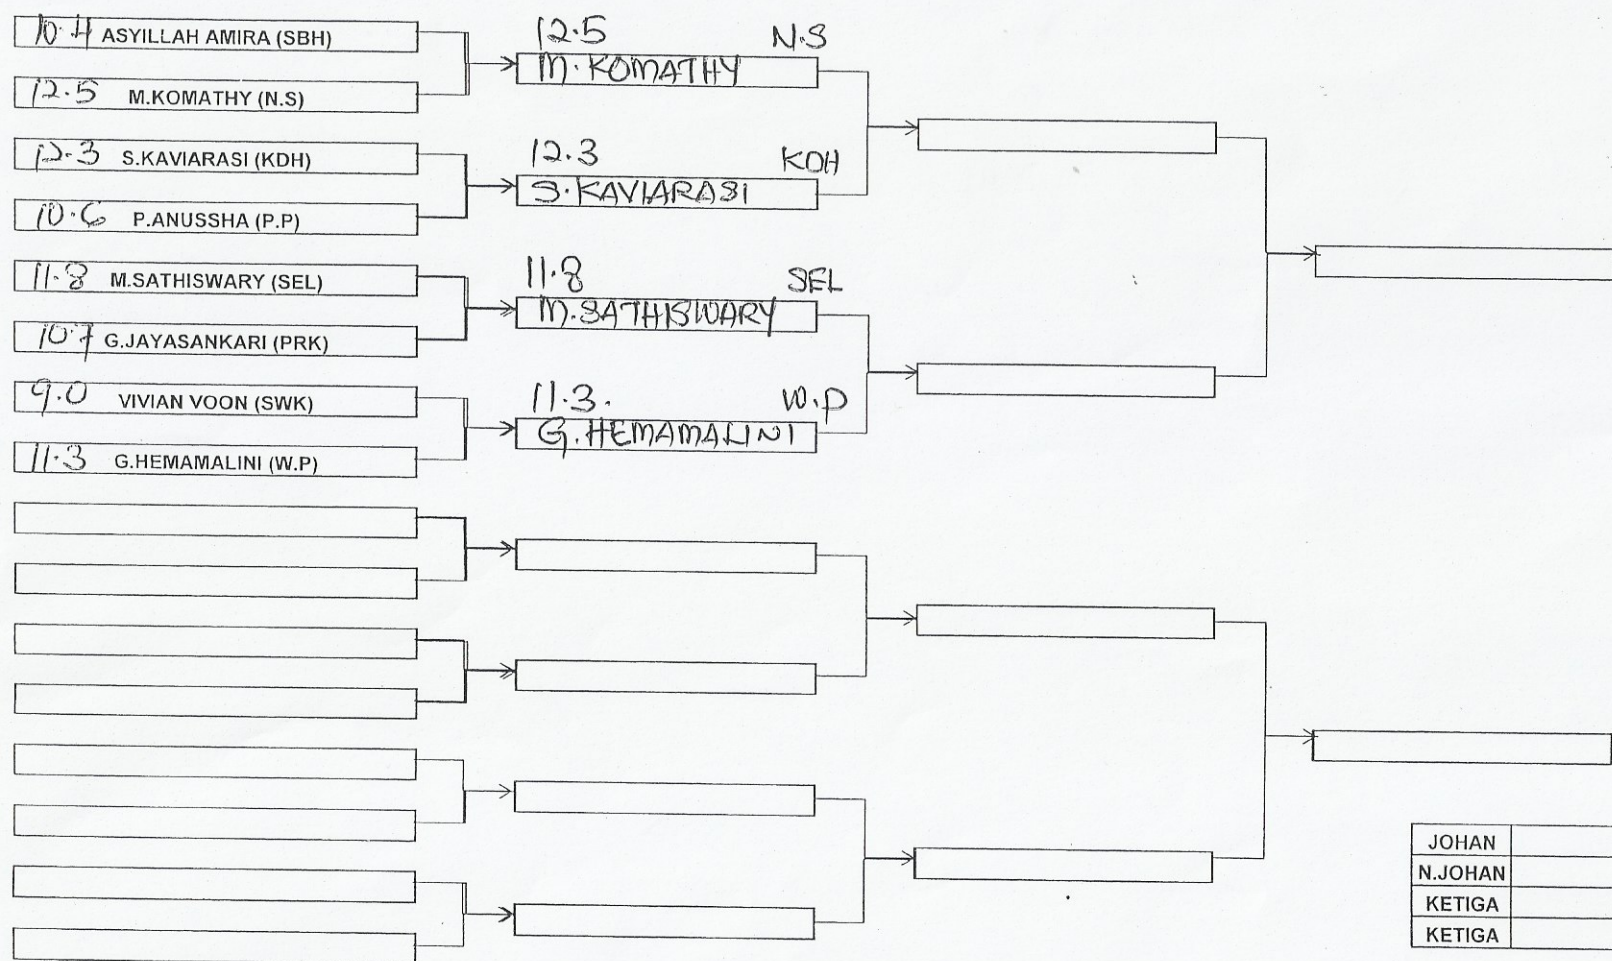 10.4 ASYILLAH AMIRA (SBH)
12.5 M.KOMATHY (N.S)
12.3 S.KAVIARASI (KDH)
10.6 P.ANUSSHA (P.P)
11.8 M.SATHISWARY (SEL)
10.7 G.JAYASANKARI (PRK)
9.0 VIVIAN VOON (SWK)
11.3 G.HEMAMALINI (W.P)
12.5 N.S
M.KOMATHY
12.3 KDH
S.KAVIARASI
11.8 SEL
M.SATHISWARY
11.3. W.P
G.HEMAMALINI
JOHAN
N.JOHAN
KETIGA
KETIGA